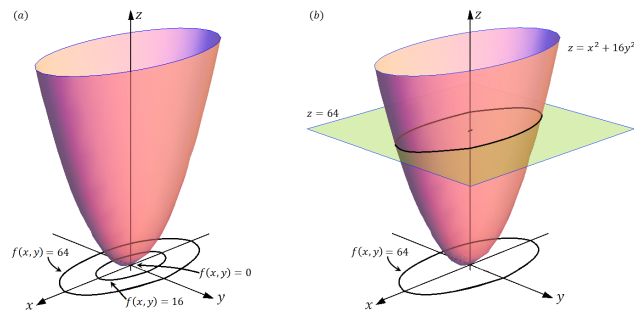 (a)
z
f(x,y)=64
f(x,y)=0
f(x,y)=16
x
y
(b)
z
z = x² + 16y²
z = 64
f(x,y)=64
x
y